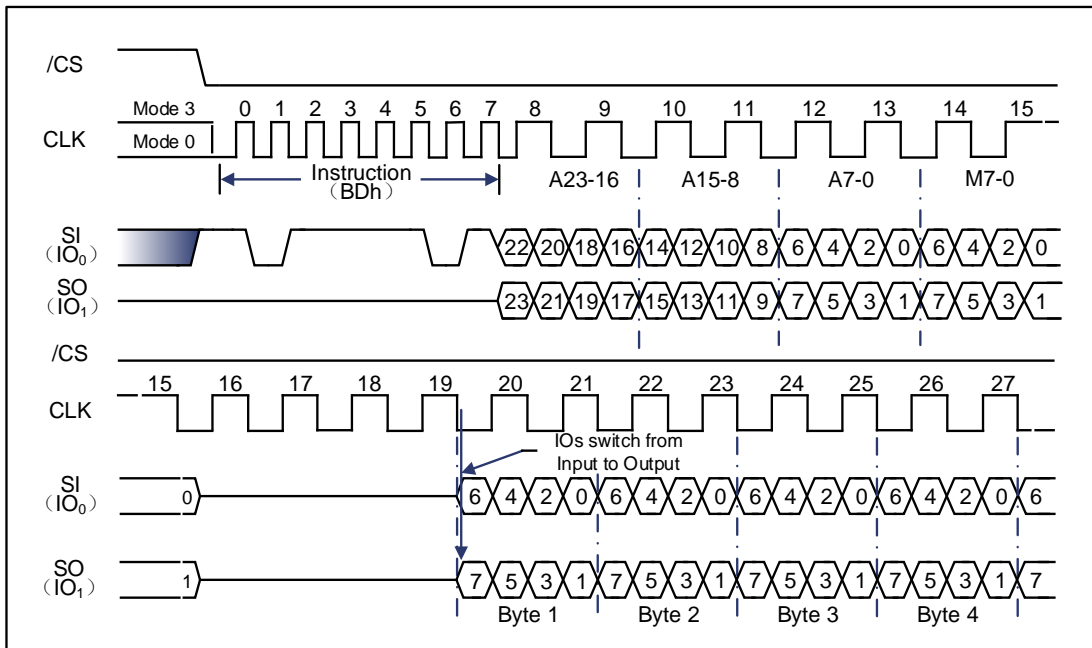 /CS
Mode 3 0 1 2 3 4 5 6 7 8 9 10 11 12 13 14 15
CLK
Mode 0
Instruction
（BDh）
A23-16 A15-8 A7-0 M7-0
SI
（IO0）
22 20 18 16 14 12 10 8 6 4 2 0 6 4 2 0
SO
（IO1）
23 21 19 17 15 13 11 9 7 5 3 1 7 5 3 1
/CS
15 16 17 18 19 20 21 22 23 24 25 26 27
CLK
IOs switch from
Input to Output
SI
（IO0）
0 6 4 2 0 6 4 2 0 6 4 2 0 6 4 2 0 6
SO
（IO1）
1 7 5 3 1 7 5 3 1 7 5 3 1 7 5 3 1 7
Byte 1 Byte 2 Byte 3 Byte 4